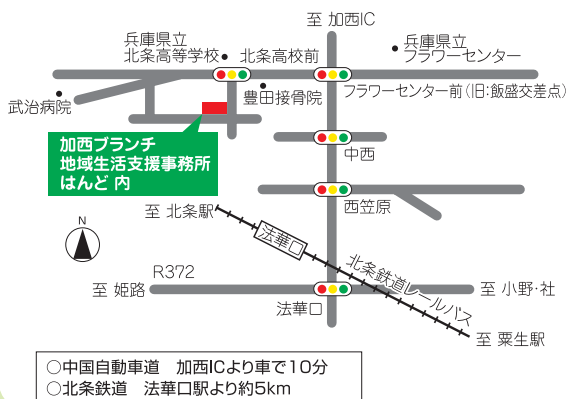 至 加西IC
兵庫県立
北条高等学校
北条高校前
兵庫県立
フラワーセンター
武治病院
豊田接骨院
フラワーセンター前(旧:飯盛交差点)
加西ブランチ
地域生活支援事務所
はんど 内
中西
西笠原
N
至 北条駅
法華口
北条鉄道レールバス
R372
至 姫路
至 小野・社
法華口
至 粟生駅
○中国自動車道 加西ICより車で10分
○北条鉄道 法華口駅より約5km